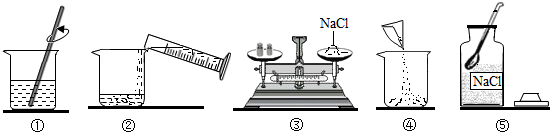 NaCl
NaCl
① ② ③ ④ ⑤